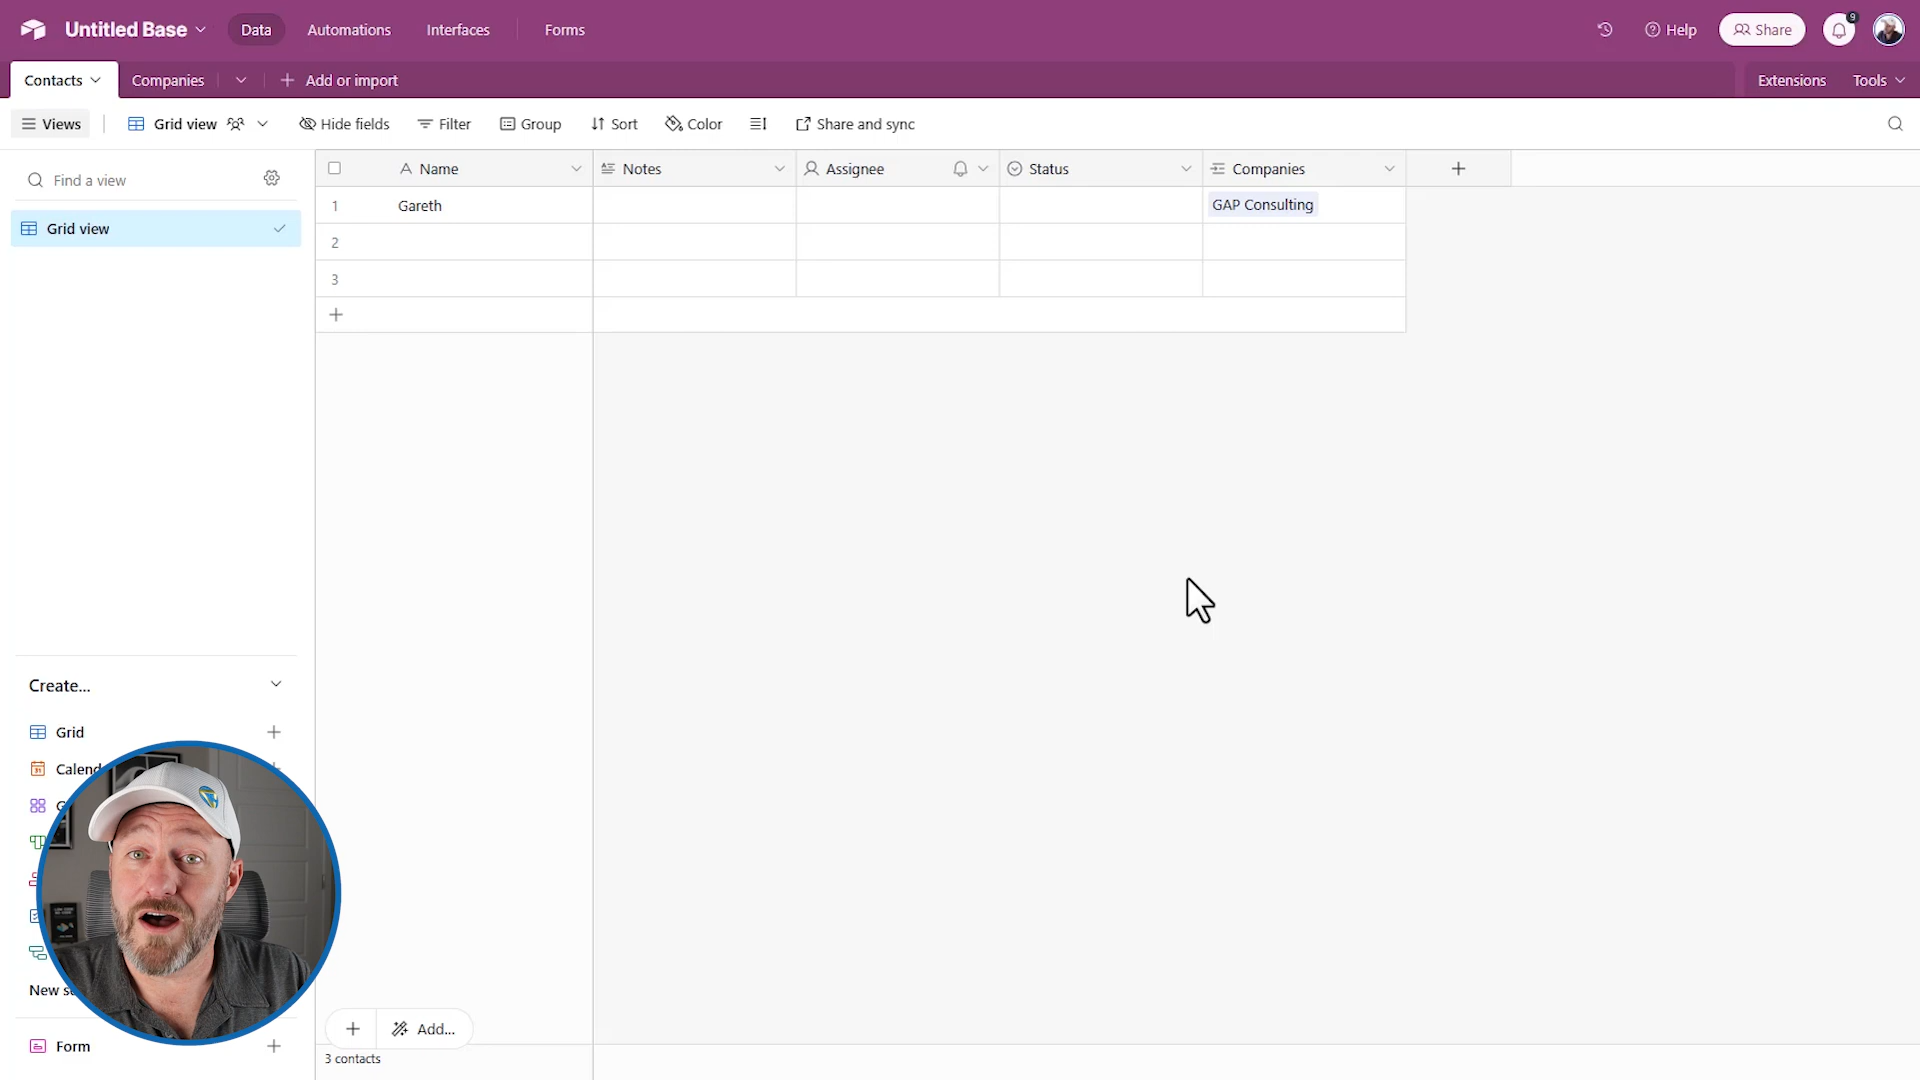 Untitled Base
Data
Automations
Interfaces
Forms
Help
Share
9
Contacts
Companies
Add or import
Extensions
Tools
Views
Grid view
Hide fields
Filter
Group
Sort
Color
Share and sync
Find a view
Grid view
Name
Notes
Assignee
Status
Companies
1
Gareth
GAP Consulting
2
3
Create...
Grid
Calend
New s
Form
Add...
3 contacts